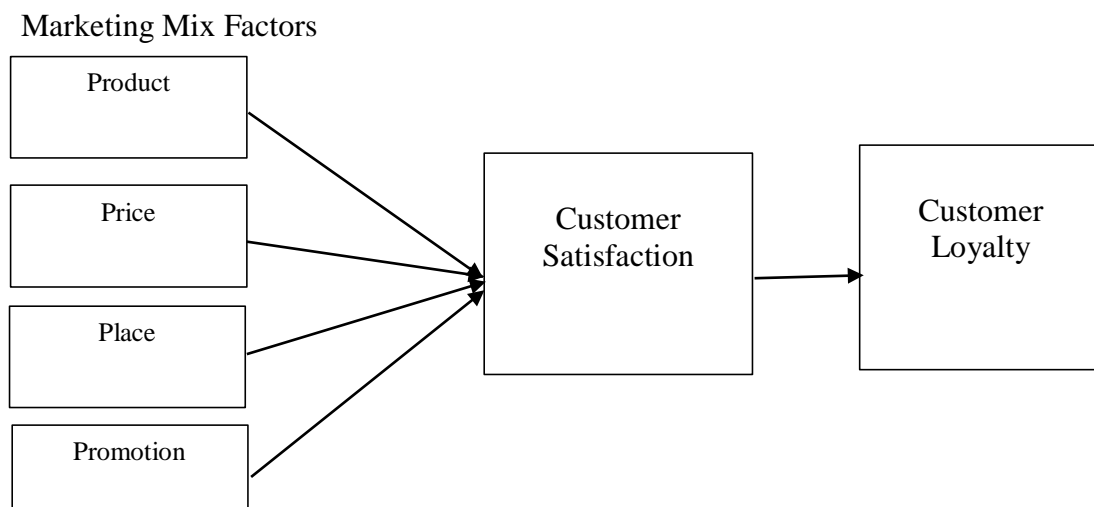 Marketing Mix Factors
Product
Price
Place
Promotion
Customer
Satisfaction
Customer
Loyalty